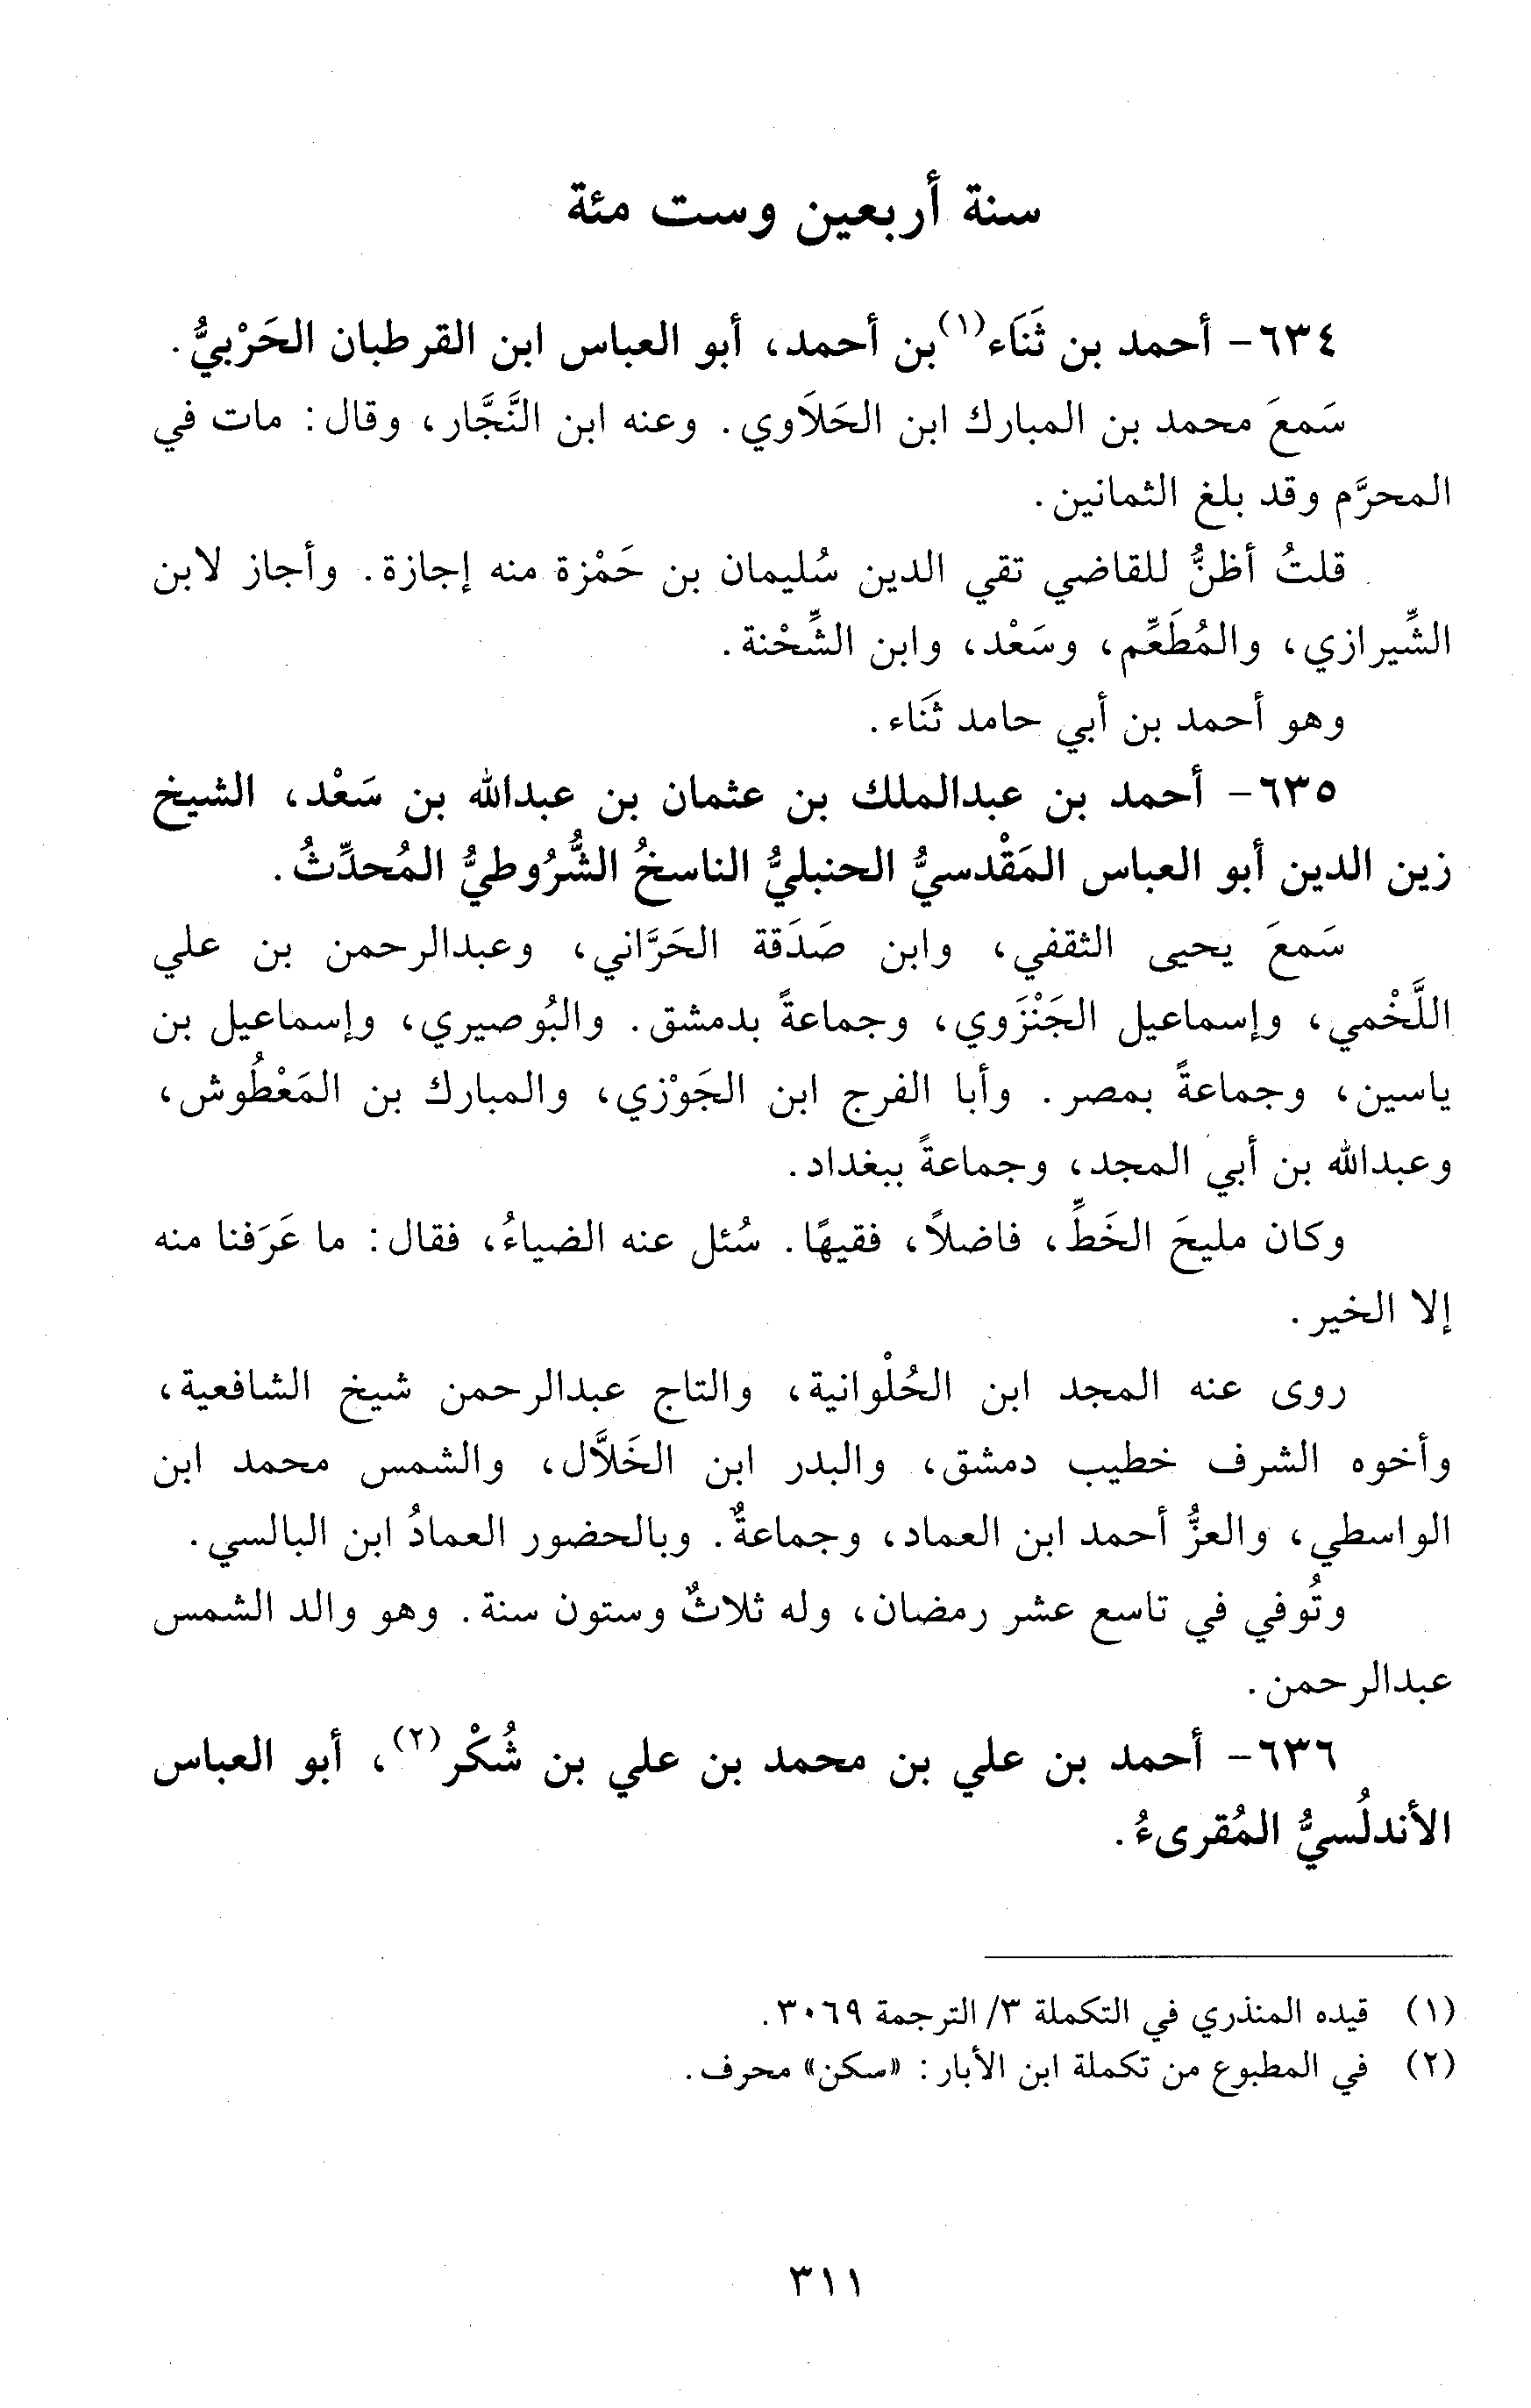 سنة أربعين وست مئة
٦٣٤- أحمد بن ثَنَاء(١) بن أحمد، أبو العباس ابن القرطبان الحَرْبيُّ.
سَمعَ محمد بن المبارك ابن الحَلَاوي. وعنه ابن النَّجَّار، وقال: مات في
المحرَّم وقد بلغ الثمانين.
قلتُ أظنُّ للقاضي تقي الدين سُليمان بن حَمْزة منه إجازة. وأجاز لابن
الشِّيرازي، والمُطَعِّم، وسَعْد، وابن الشِّحْنة.
وهو أحمد بن أبي حامد ثَنَاء.
٦٣٥- أحمد بن عبدالملك بن عثمان بن عبدالله بن سَعْد، الشيخ
زين الدين أبو العباس المَقْدسيُّ الحنبليُّ الناسخُ الشُّرُوطيُّ المُحدِّثُ.
سَمعَ يحيى الثقفي، وابن صَدَقة الحَرَّاني، وعبدالرحمن بن علي
اللَّخْمي، وإسماعيل الجَنْزَوي، وجماعةً بدمشق. والبُوصيري، وإسماعيل بن
ياسين، وجماعةً بمصر. وأبا الفرج ابن الجَوْزي، والمبارك بن المَعْطُوش،
وعبدالله بن أبي المجد، وجماعةً ببغداد.
وكان مليحَ الخَطِّ، فاضلاً، فقيهًا. سُئل عنه الضياءُ، فقال: ما عَرَفنا منه
إلا الخير.
روى عنه المجد ابن الحُلْوانية، والتاج عبدالرحمن شيخ الشافعية،
وأخوه الشرف خطيب دمشق، والبدر ابن الخَلَّال، والشمس محمد ابن
الواسطي، والعزُّ أحمد ابن العماد، وجماعةٌ. وبالحضور العمادُ ابن البالسي.
وتُوفي في تاسع عشر رمضان، وله ثلاثٌ وستون سنة. وهو والد الشمس
عبدالرحمن.
٦٣٦- أحمد بن علي بن محمد بن علي بن شُكْر(٢)، أبو العباس
الأندلُسيُّ المُقرىءُ.
(١) قيده المنذري في التكملة ٣/ الترجمة ٣٠٦٩.
(٢) في المطبوع من تكملة ابن الأبار: «سكن» محرف.
٣١١